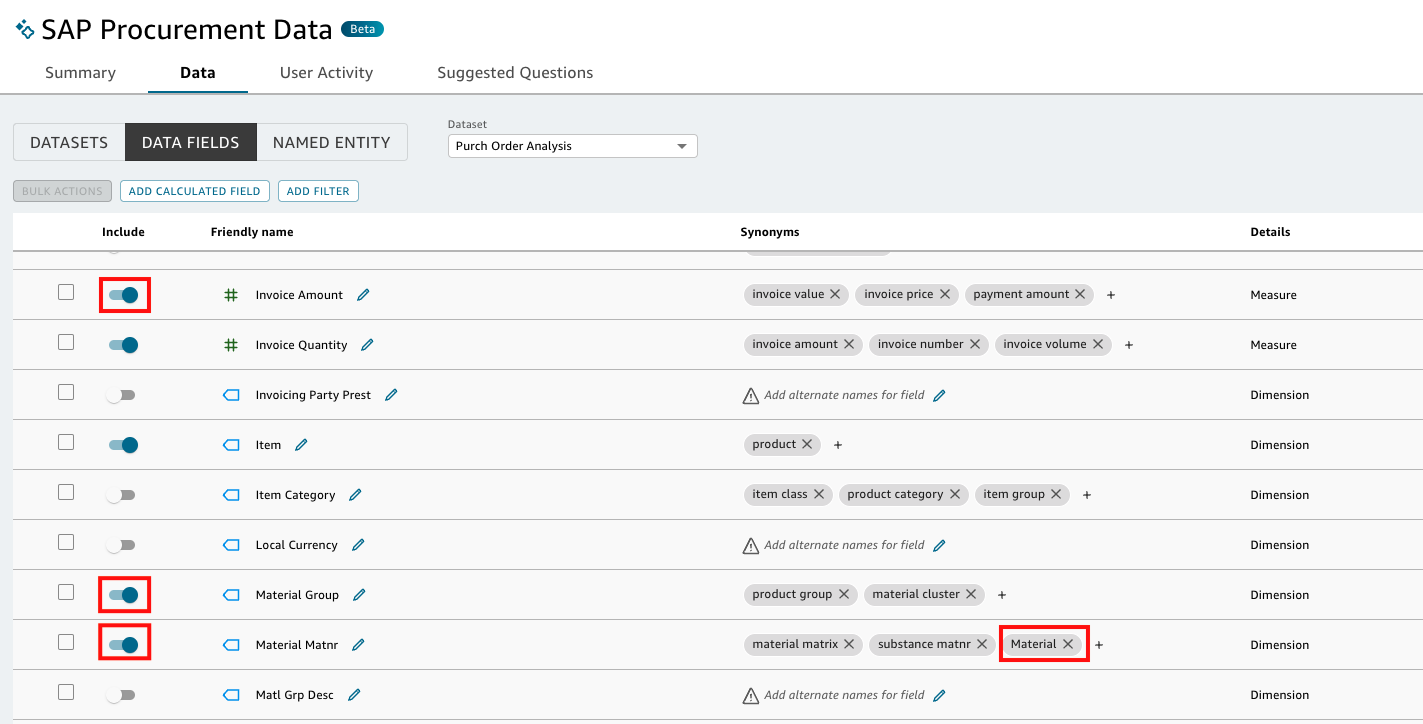 SAP Procurement Data Beta
Summary Data User Activity Suggested Questions
Dataset
DATASETS DATA FIELDS NAMED ENTITY Purch Order Analysis
BULK ACTIONS ADD CALCULATED FIELD ADD FILTER
Include Friendly name Synonyms Details
Invoice Amount invoice value invoice price payment amount + Measure
Invoice Quantity invoice amount invoice number invoice volume + Measure
Invoicing Party Prest Add alternate names for field Dimension
Item product + Dimension
Item Category item class product category item group + Dimension
Local Currency Add alternate names for field Dimension
Material Group product group material cluster + Dimension
Material Matnr material matrix substance matnr Material + Dimension
Matl Grp Desc Add alternate names for field Dimension